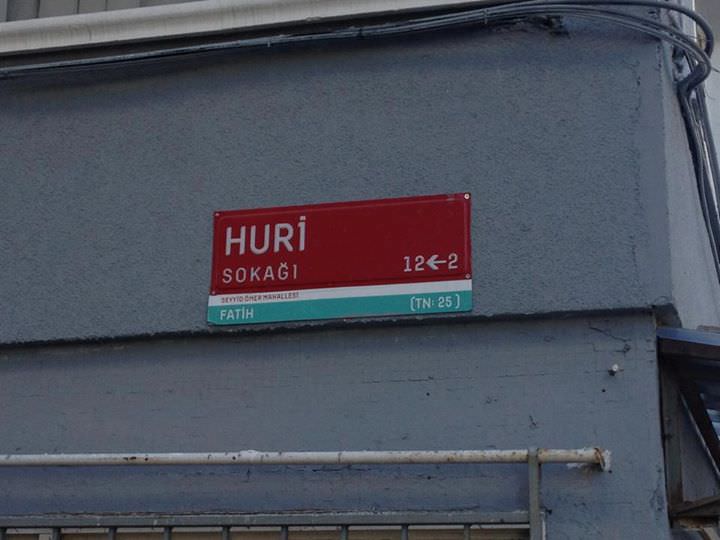 HURİ
SOKAĞI 12←2
SEYYİD ÖMER MAHALLESİ
FATİH (TN: 25)